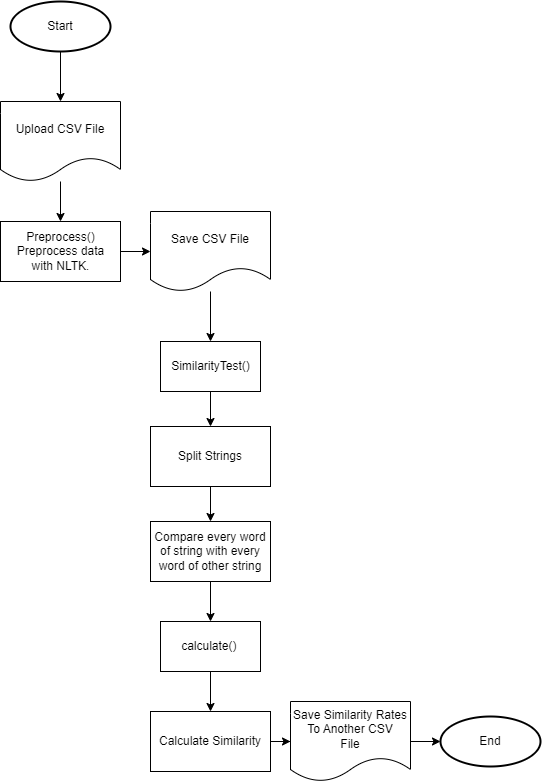 Start
Upload CSV File
Preprocess()
Preprocess data
with NLTK.
Save CSV File
SimilarityTest()
Split Strings
Compare every word
of string with every
word of other string
calculate()
Calculate Similarity
Save Similarity Rates
To Another CSV
File
End